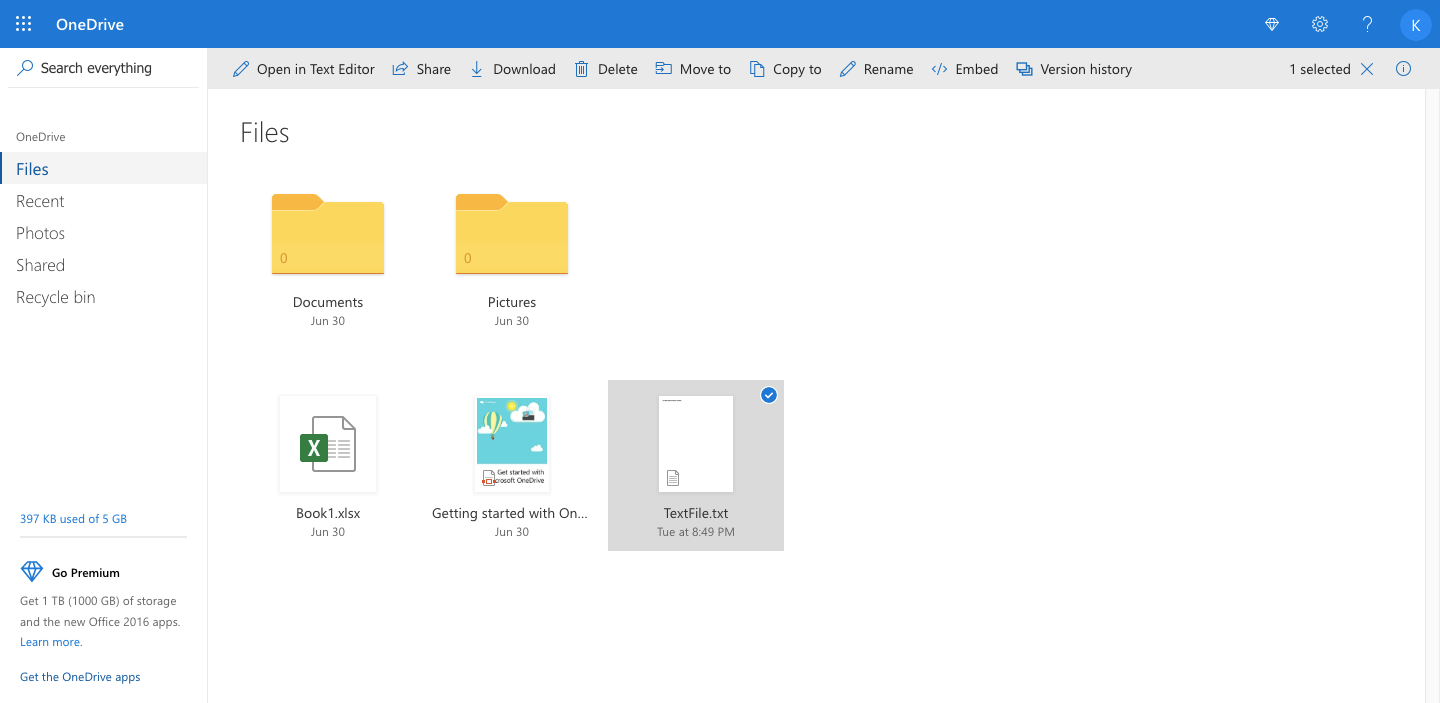 OneDrive
K
Search everything
Open in Text Editor
Share
Download
Delete
Move to
Copy to
Rename
Embed
Version history
1 selected
OneDrive
Files
Recent
Photos
Shared
Recycle bin
397 KB used of 5 GB
Go Premium
Get 1 TB (1000 GB) of storage
and the new Office 2016 apps.
Learn more.
Get the OneDrive apps
Files
0
Documents
Jun 30
0
Pictures
Jun 30
X
Book1.xlsx
Jun 30
Get started with
crosoft OneDrive
Getting started with On...
Jun 30
TextFile.txt
Tue at 8:49 PM